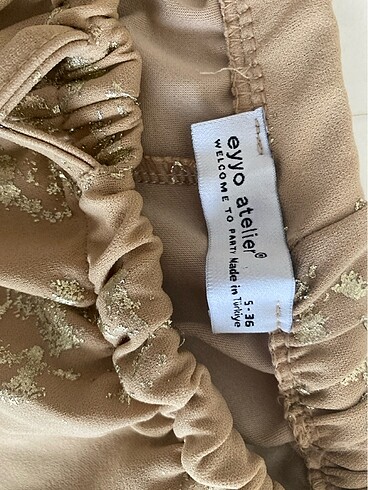 eyyo atelier®
WELCOME TO PARTY
Made in Türkiye
S-36